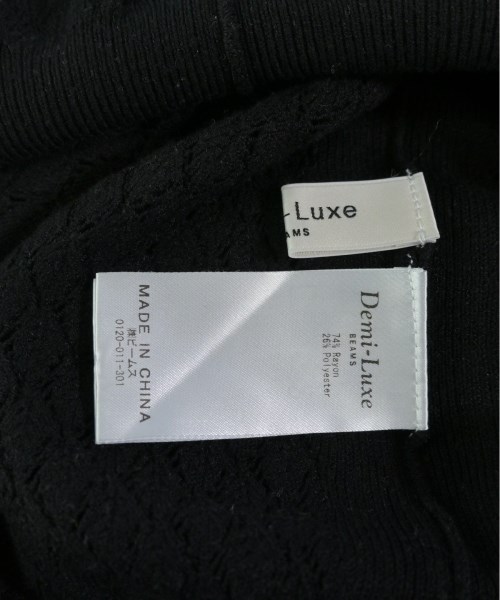 Luxe
AMS
Demi-Luxe
BEAMS
74% Rayon
26% Polyester
MADE IN CHINA
㈱ビームス
0120-011-301